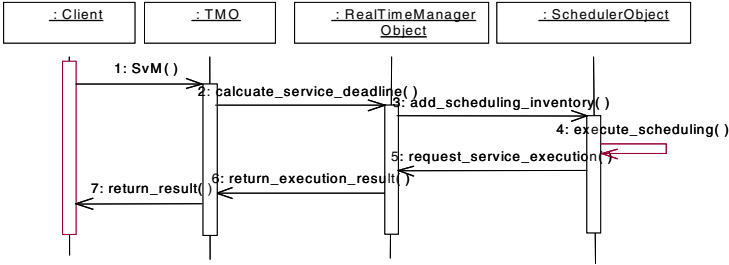 : Client
: TMO
: RealTimeManager
Object
: SchedulerObject
1: SvM( )
2: calcuate_service_deadline( )
3: add_scheduling_inventory( )
4: execute_scheduling( )
5: request_service_execution( )
6: return_execution_result( )
7: return_result( )